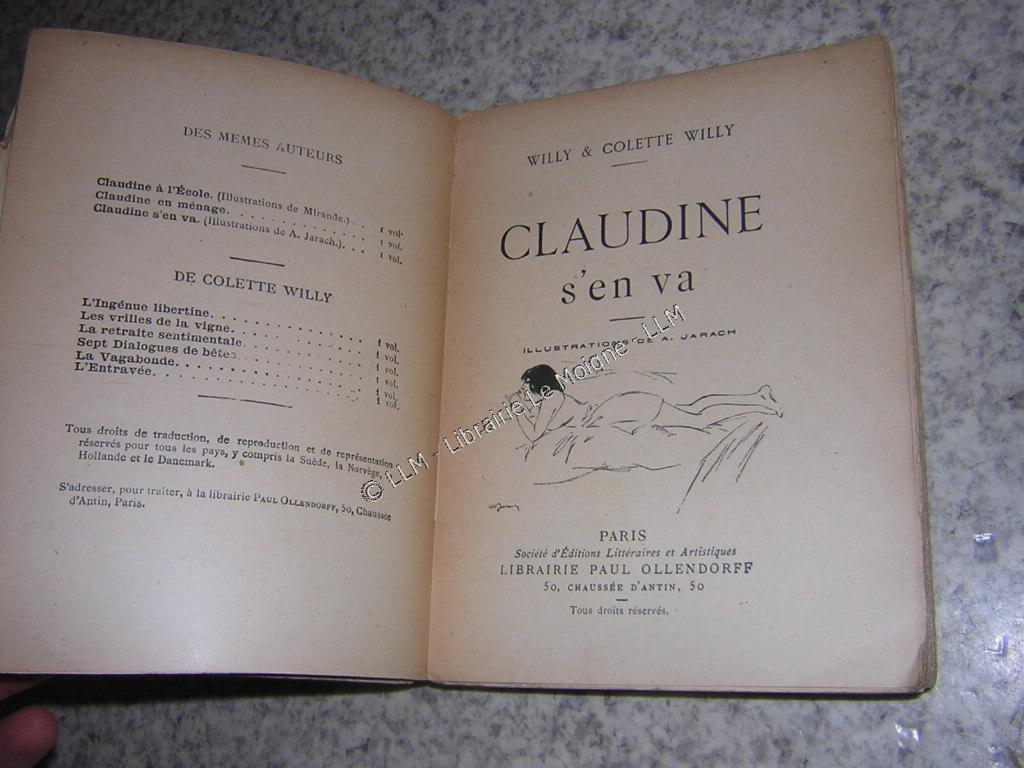 DES MEMES AUTEURS
Claudine à l'École. (Illustrations de Mirande.) . . 1 vol.
Claudine en ménage. . . . . . . . . . . . . 1 vol.
Claudine s'en va. (Illustrations de A. Jarach.). . . 1 vol.
DE COLETTE WILLY
L'Ingénue libertine. . . . . . . . . . . . . 1 vol.
Les vrilles de la vigne. . . . . . . . . . . 1 vol.
La retraite sentimentale. . . . . . . . . . 1 vol.
Sept Dialogues de bêtes. . . . . . . . . . 1 vol.
La Vagabonde. . . . . . . . . . . . . . . 1 vol.
L'Entravée. . . . . . . . . . . . . . . . 1 vol.
Tous droits de traduction, de reproduction et de représentation
réservés pour tous les pays, y compris la Suède, la Norvège,
Hollande et le Danemark.
S'adresser, pour traiter, à la librairie PAUL OLLENDORFF, 50, Chaussée
d'Antin, Paris.
WILLY & COLETTE WILLY
CLAUDINE
s'en va
ILLUSTRATIONS DE A. JARACH
PARIS
Société d'Éditions Littéraires et Artistiques
LIBRAIRIE PAUL OLLENDORFF
50, CHAUSSÉE D'ANTIN, 50
Tous droits réservés.
© LLM - Librairie Le Moigne - LLM